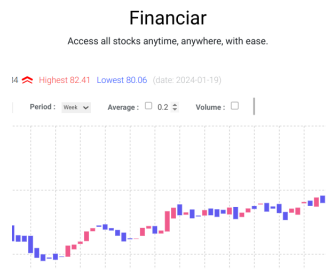 Financiar
Access all stocks anytime, anywhere, with ease.
Highest 82.41 Lowest 80.06 (date: 2024-01-19)
Period : Week Average : 0.2 Volume :